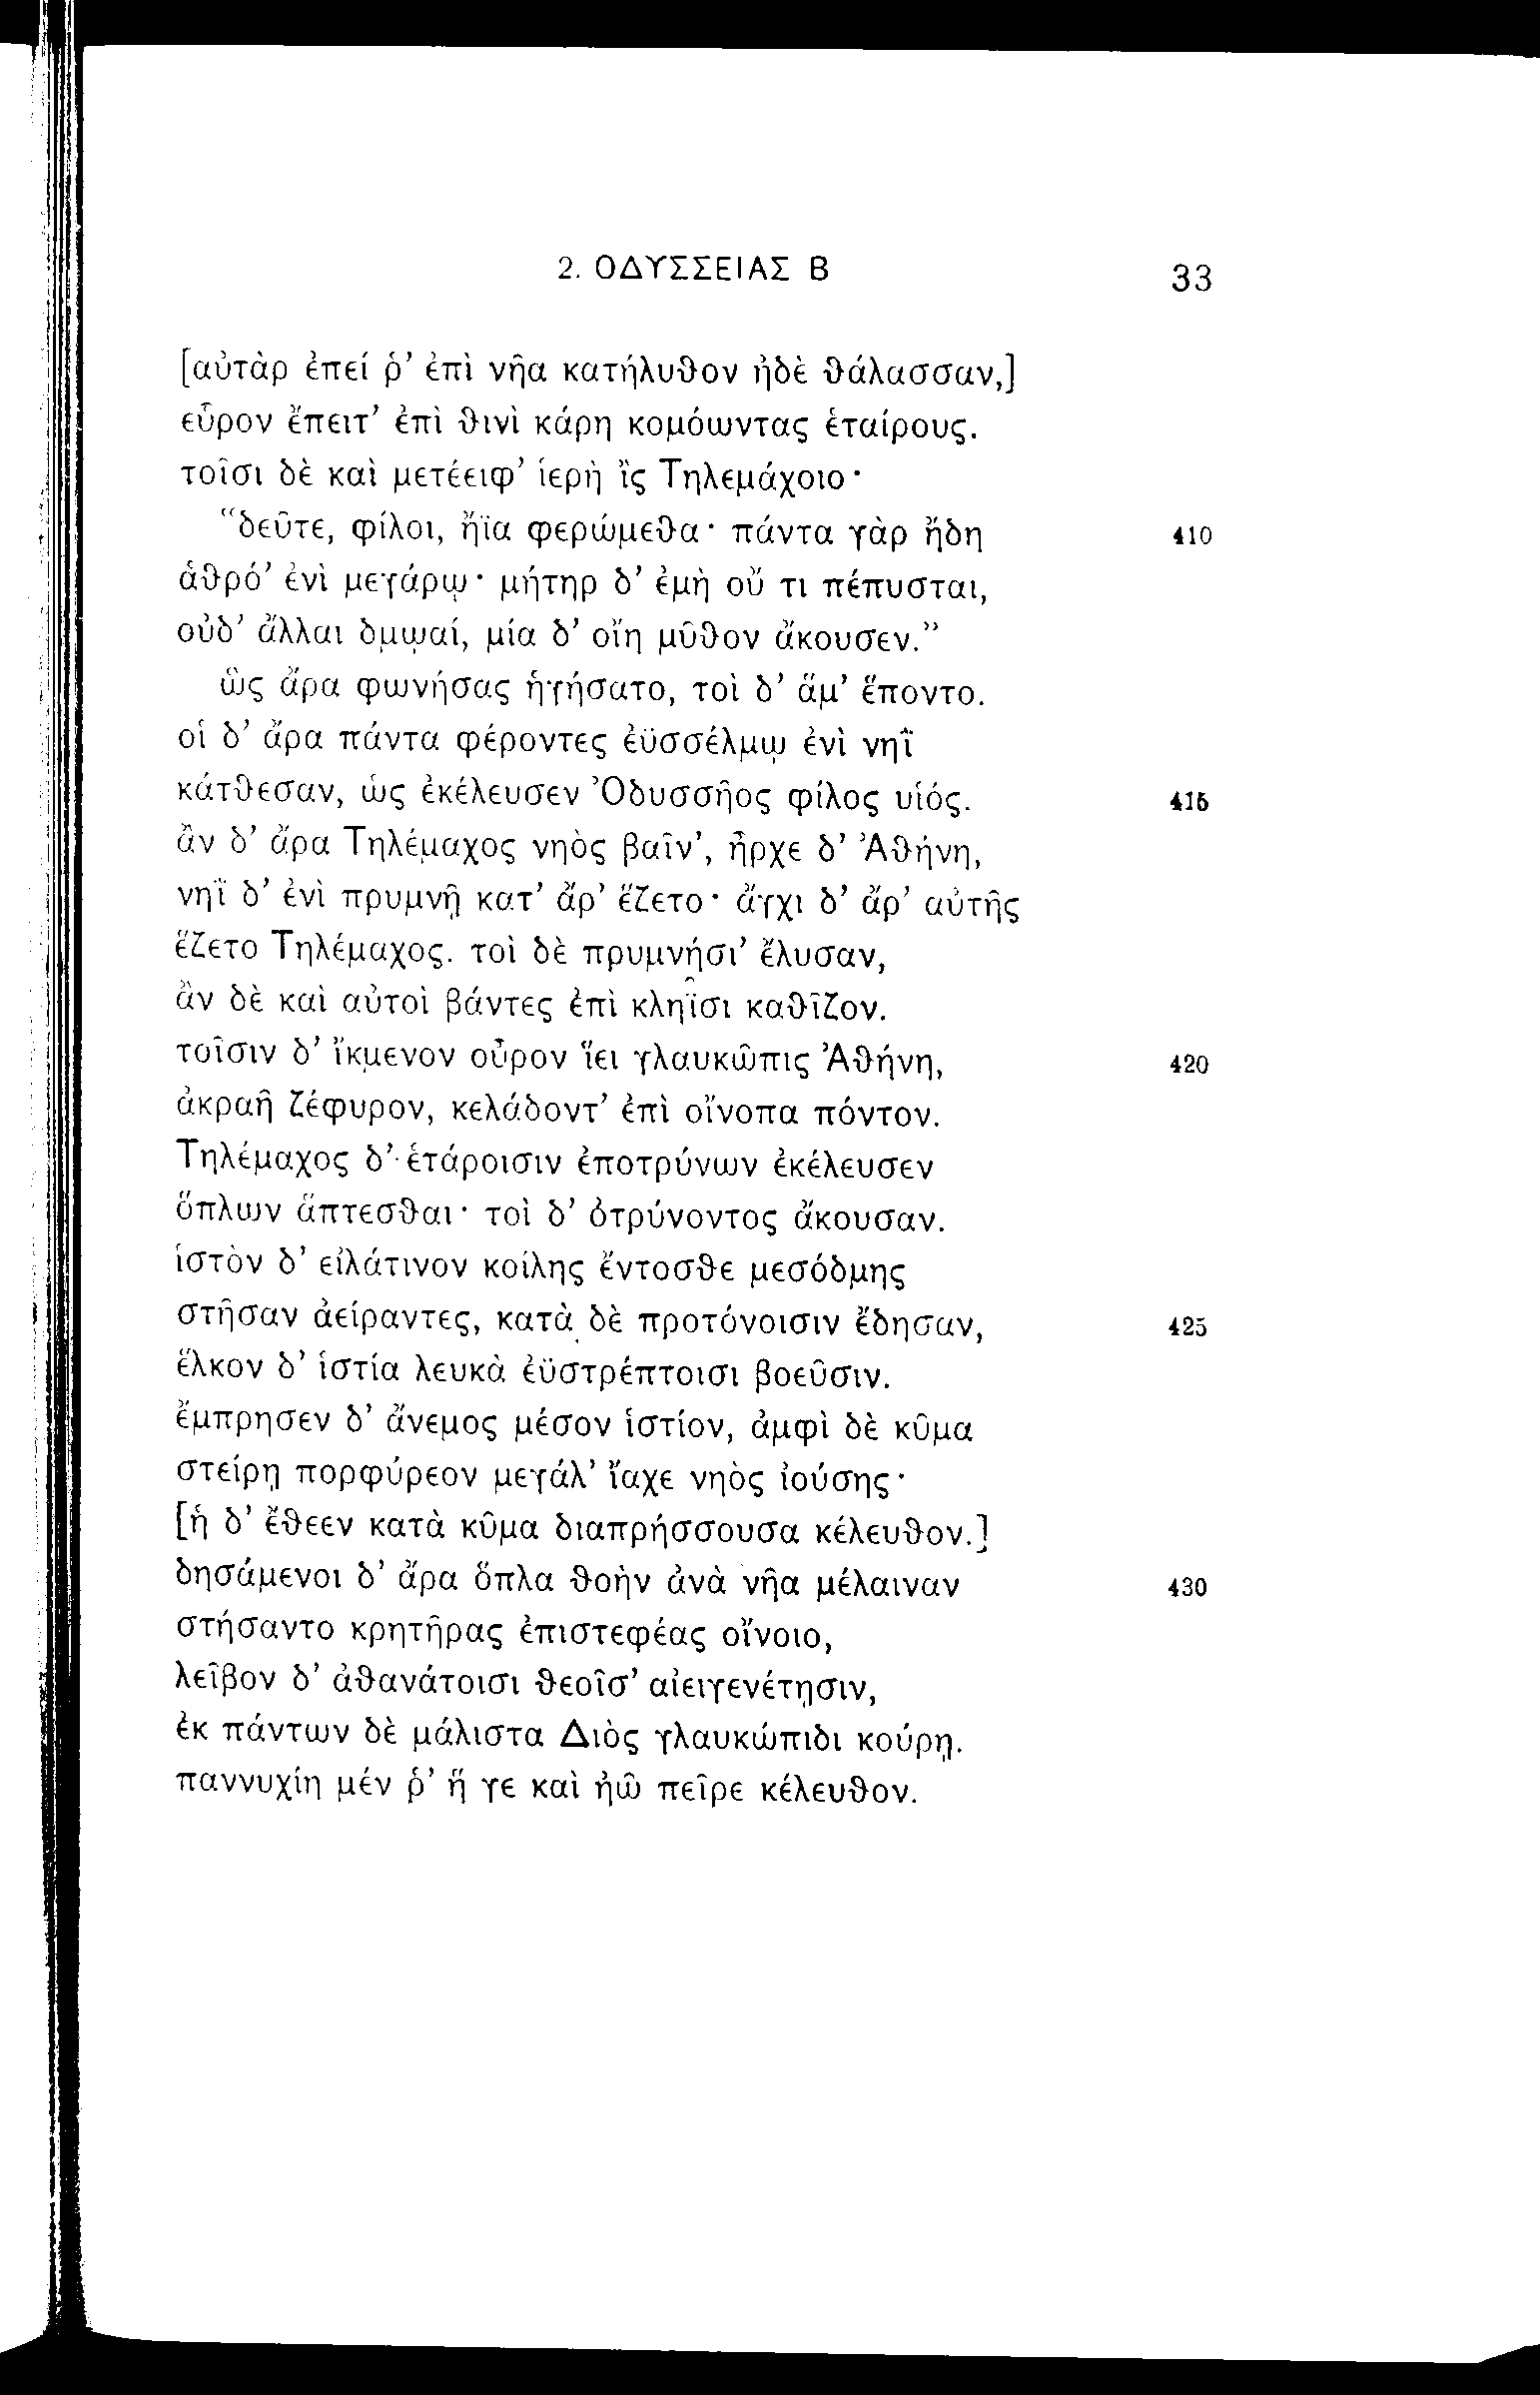 2. ΟΔΥΣΣΕΙΑΣ Β 33
[αὐτὰρ ἐπεί ῥ’ ἐπὶ νῆα κατήλυθον ἠδὲ θάλασσαν,]
εὗρον ἔπειτ’ ἐπὶ θινὶ κάρη κομόωντας ἑταίρους.
τοῖσι δὲ καὶ μετέειφ’ ἱερὴ ἲς Τηλεμάχοιο·
“δεῦτε, φίλοι, ἤϊα φερώμεθα· πάντα γὰρ ἤδη 410
ἁθρό’ ἐνὶ μεγάρῳ· μήτηρ δ’ ἐμὴ οὔ τι πέπυσται,
οὐδ’ ἄλλαι δμῳαί, μία δ’ οἴη μῦθον ἄκουσεν.”
ὣς ἄρα φωνήσας ἡγήσατο, τοὶ δ’ ἅμ’ ἕποντο.
οἱ δ’ ἄρα πάντα φέροντες ἐϋσσέλμῳ ἐνὶ νηῒ
κάτθεσαν, ὡς ἐκέλευσεν Ὀδυσσῆος φίλος υἱός. 415
ἂν δ’ ἄρα Τηλέμαχος νηὸς βαῖν’, ἦρχε δ’ Ἀθήνη,
νηῒ δ’ ἐνὶ πρυμνῇ κατ’ ἄρ’ ἕζετο· ἄγχι δ’ ἄρ’ αὐτῆς
ἕζετο Τηλέμαχος. τοὶ δὲ πρυμνήσι’ ἔλυσαν,
ἂν δὲ καὶ αὐτοὶ βάντες ἐπὶ κληῗσι καθῖζον.
τοῖσιν δ’ ἴκμενον οὖρον ἵει γλαυκῶπις Ἀθήνη, 420
ἀκραῆ ζέφυρον, κελάδοντ’ ἐπὶ οἴνοπα πόντον.
Τηλέμαχος δ’ ἑτάροισιν ἐποτρύνων ἐκέλευσεν
ὅπλων ἅπτεσθαι· τοὶ δ’ ὀτρύνοντος ἄκουσαν.
ἱστὸν δ’ εἰλάτινον κοίλης ἔντοσθε μεσόδμης
στῆσαν ἀείραντες, κατὰ δὲ προτόνοισιν ἔδησαν, 425
ἕλκον δ’ ἱστία λευκὰ ἐϋστρέπτοισι βοεῦσιν.
ἔμπρησεν δ’ ἄνεμος μέσον ἱστίον, ἀμφὶ δὲ κῦμα
στείρῃ πορφύρεον μεγάλ’ ἴαχε νηὸς ἰούσης·
[ἡ δ’ ἔθεεν κατὰ κῦμα διαπρήσσουσα κέλευθον.]
δησάμενοι δ’ ἄρα ὅπλα θοὴν ἀνὰ νῆα μέλαιναν 430
στήσαντο κρητῆρας ἐπιστεφέας οἴνοιο,
λεῖβον δ’ ἀθανάτοισι θεοῖσ’ αἰειγενέτῃσιν,
ἐκ πάντων δὲ μάλιστα Διὸς γλαυκώπιδι κούρῃ.
παννυχίη μέν ῥ’ ἥ γε καὶ ἠῶ πεῖρε κέλευθον.